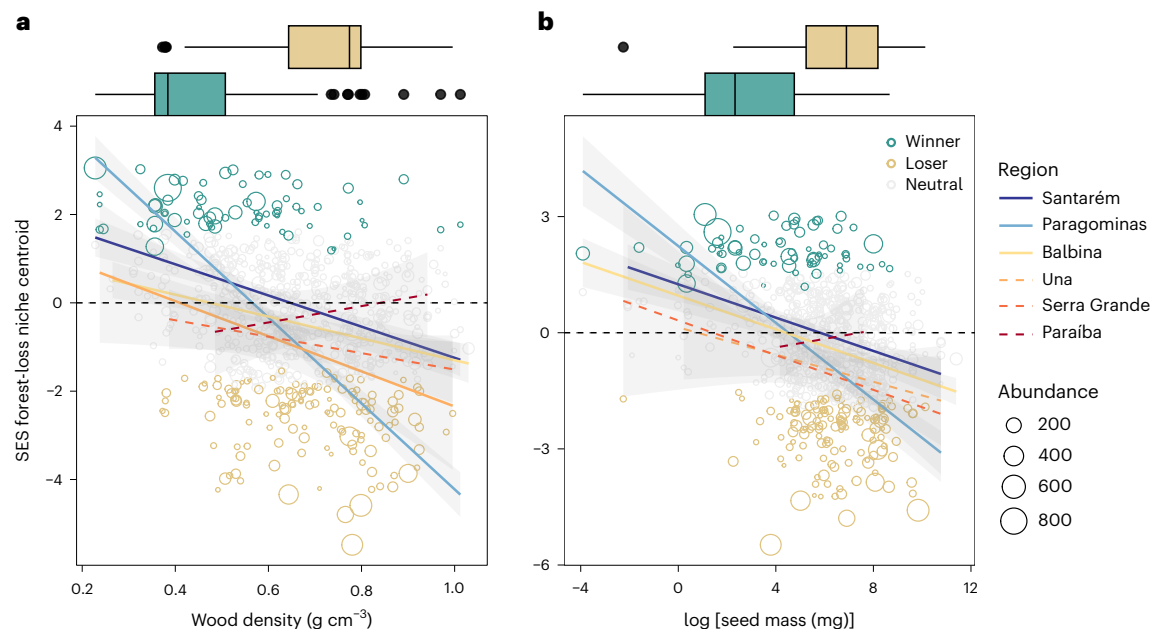 a
b
4
2
0
−2
−4
SES forest-loss niche centroid
0.2
0.4
0.6
0.8
1.0
Wood density (g cm−3)
3
0
−3
−6
−4
0
4
8
12
log [seed mass (mg)]
Winner
Loser
Neutral
Region
Santarém
Paragominas
Balbina
Una
Serra Grande
Paraíba
Abundance
200
400
600
800